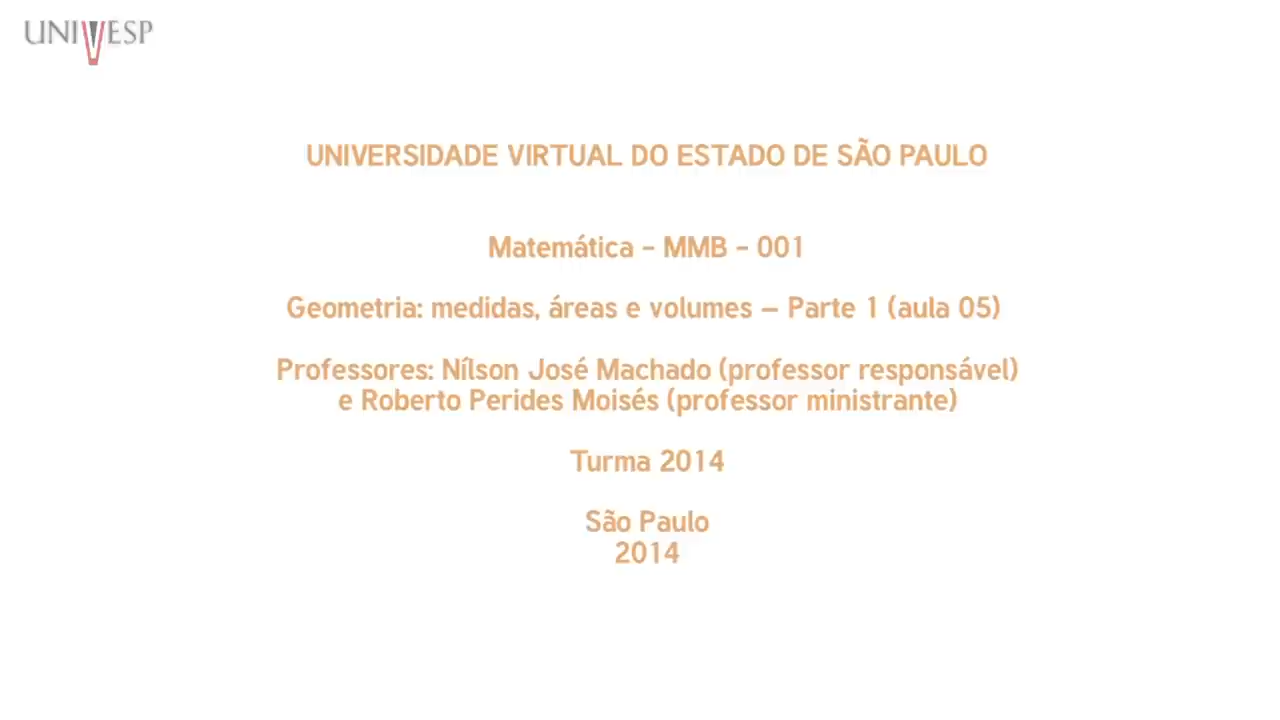 UNIVESP
UNIVERSIDADE VIRTUAL DO ESTADO DE SÃO PAULO
Matemática - MMB - 001
Geometria: medidas, áreas e volumes – Parte 1 (aula 05)
Professores: Nílson José Machado (professor responsável)
e Roberto Perides Moisés (professor ministrante)
Turma 2014
São Paulo
2014